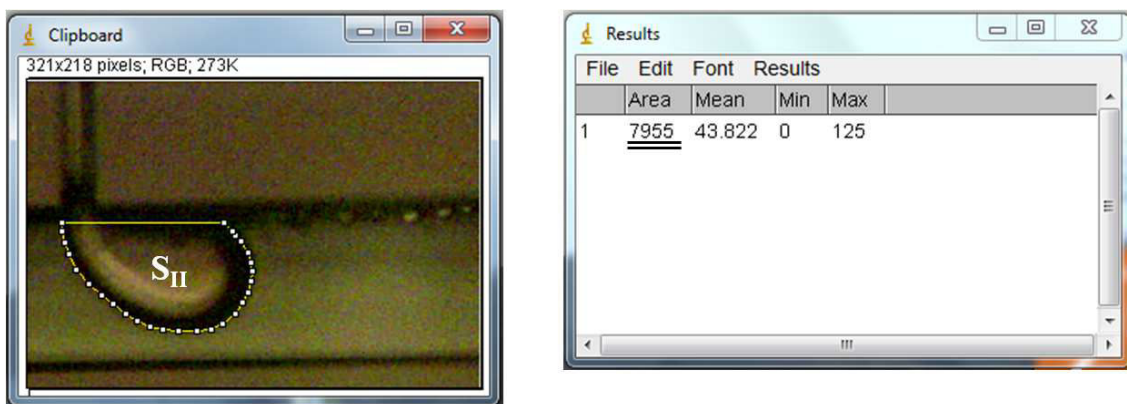 Clipboard
321x218 pixels; RGB; 273K
S_II
Results
File Edit Font Results
Area Mean Min Max
1 7955 43.822 0 125